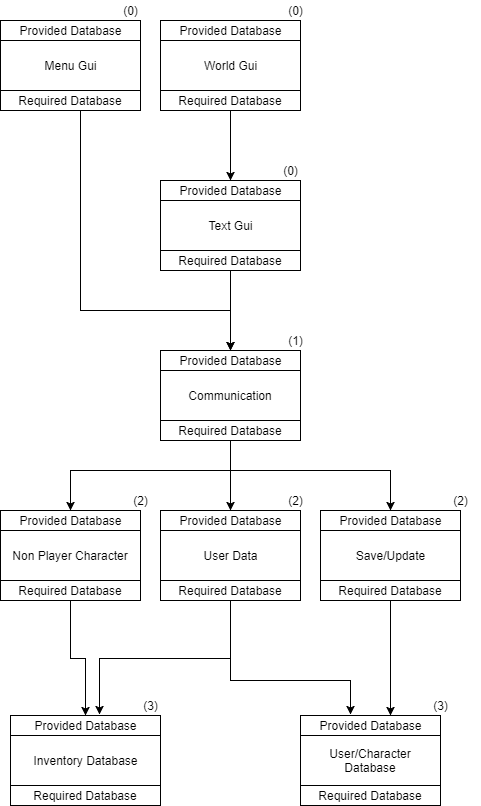 (0)
(0)
Provided Database
Provided Database
Menu Gui
World Gui
Required Database
Required Database
(0)
Provided Database
Text Gui
Required Database
(1)
Provided Database
Communication
Required Database
(2)
(2)
(2)
Provided Database
Provided Database
Provided Database
Non Player Character
User Data
Save/Update
Required Database
Required Database
Required Database
(3)
(3)
Provided Database
Provided Database
Inventory Database
User/Character
Database
Required Database
Required Database